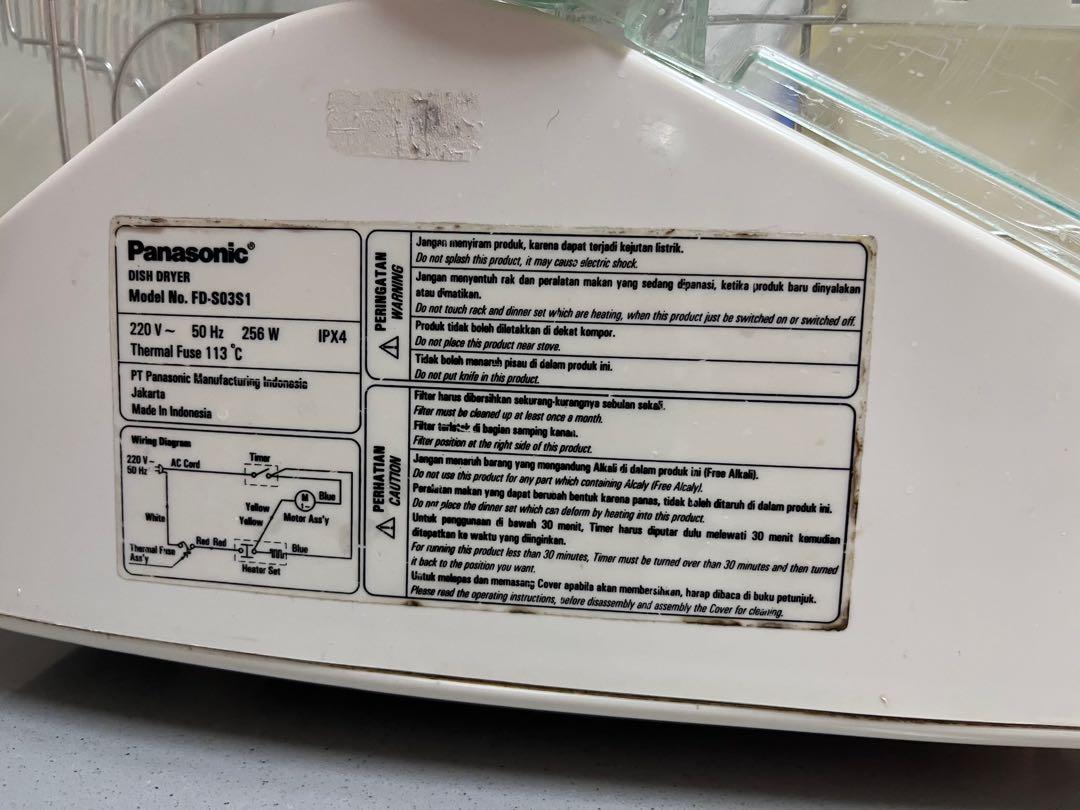 Panasonic®
DISH DRYER
Model No. FD-S03S1
220 V ~ 50 Hz 256 W IPX4
Thermal Fuse 113 °C
PT Panasonic Manufacturing Indonesia
Jakarta
Made In Indonesia
Wiring Diagram
220 V ~
50 Hz
AC Cord
Timer
White
Yellow
Yellow
M
Blue
Motor Ass'y
Thermal Fuse
Ass'y
Red Red
Blue
Heater Set
PERINGATAN
WARNING
Jangan menyiram produk, karena dapat terjadi kejutan listrik.
Do not splash this product, it may cause electric shock.
Jangan menyentuh rak dan peralatan makan yang sedang dipanasi, ketika produk baru dinyalakan
atau dimatikan.
Do not touch rack and dinner set which are heating, when this product just be switched on or switched off.
Produk tidak boleh diletakkan di dekat kompor.
Do not place this product near stove.
Tidak boleh menaruh pisau di dalam produk ini.
Do not put knife in this product.
PERHATIAN
CAUTION
Filter harus dibersihkan sekurang-kurangnya sebulan sekali.
Filter must be cleaned up at least once a month.
Filter terletak di bagian samping kanan.
Filter position at the right side of this product.
Jangan menaruh barang yang mengandung Alkali di dalam produk ini (Free Alkali).
Do not use this product for any part which containing Alcaly (Free Alcaly).
Peralatan makan yang dapat berubah bentuk karena panas, tidak boleh ditaruh di dalam produk ini.
Do not place the dinner set which can deform by heating into this product.
Untuk penggunaan di bawah 30 menit, Timer harus diputar dulu melewati 30 menit kemudian
ditepatkan ke waktu yang diinginkan.
For running this product less than 30 minutes, Timer must be turned over than 30 minutes and then turned
it back to the position you want.
Untuk melepas dan memasang Cover apabila akan membersihkan, harap dibaca di buku petunjuk.
Please read the operating instructions, before disassembly and assembly the Cover for cleaning.